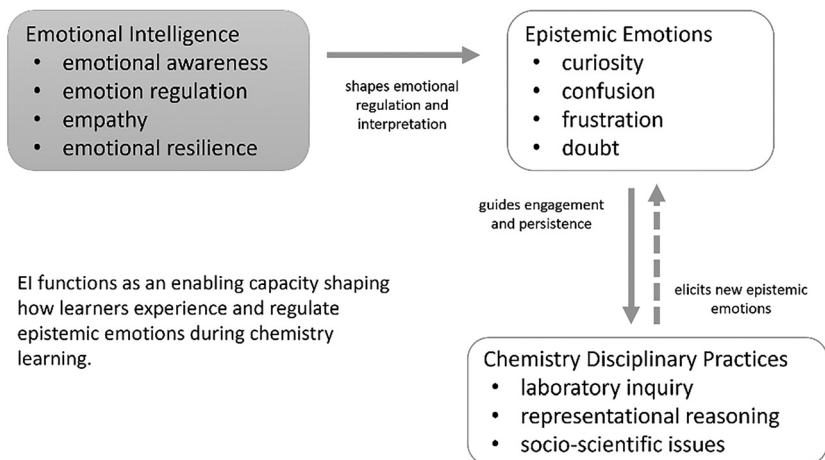 Emotional Intelligence
• emotional awareness
• emotion regulation
• empathy
• emotional resilience
shapes emotional
regulation and
interpretation
Epistemic Emotions
• curiosity
• confusion
• frustration
• doubt
guides engagement
and persistence
elicits new epistemic
emotions
EI functions as an enabling capacity shaping
how learners experience and regulate
epistemic emotions during chemistry
learning.
Chemistry Disciplinary Practices
• laboratory inquiry
• representational reasoning
• socio-scientific issues